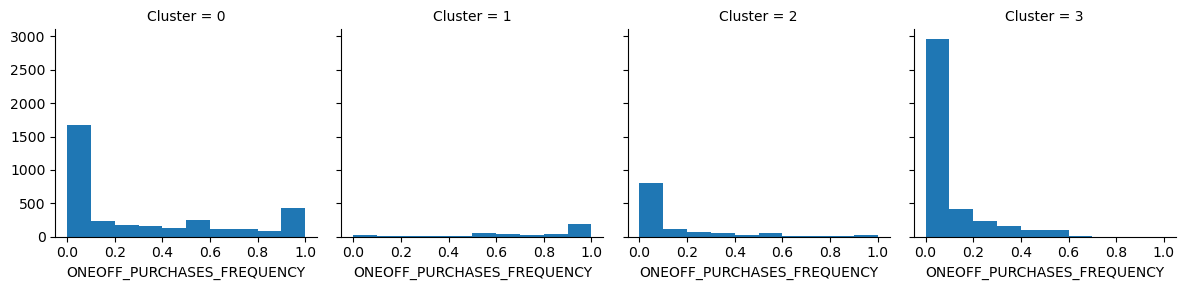 Cluster = 0
Cluster = 1
Cluster = 2
Cluster = 3
3000
2500
2000
1500
1000
500
0
0.0 0.2 0.4 0.6 0.8 1.0
0.0 0.2 0.4 0.6 0.8 1.0
0.0 0.2 0.4 0.6 0.8 1.0
0.0 0.2 0.4 0.6 0.8 1.0
ONEOFF_PURCHASES_FREQUENCY
ONEOFF_PURCHASES_FREQUENCY
ONEOFF_PURCHASES_FREQUENCY
ONEOFF_PURCHASES_FREQUENCY